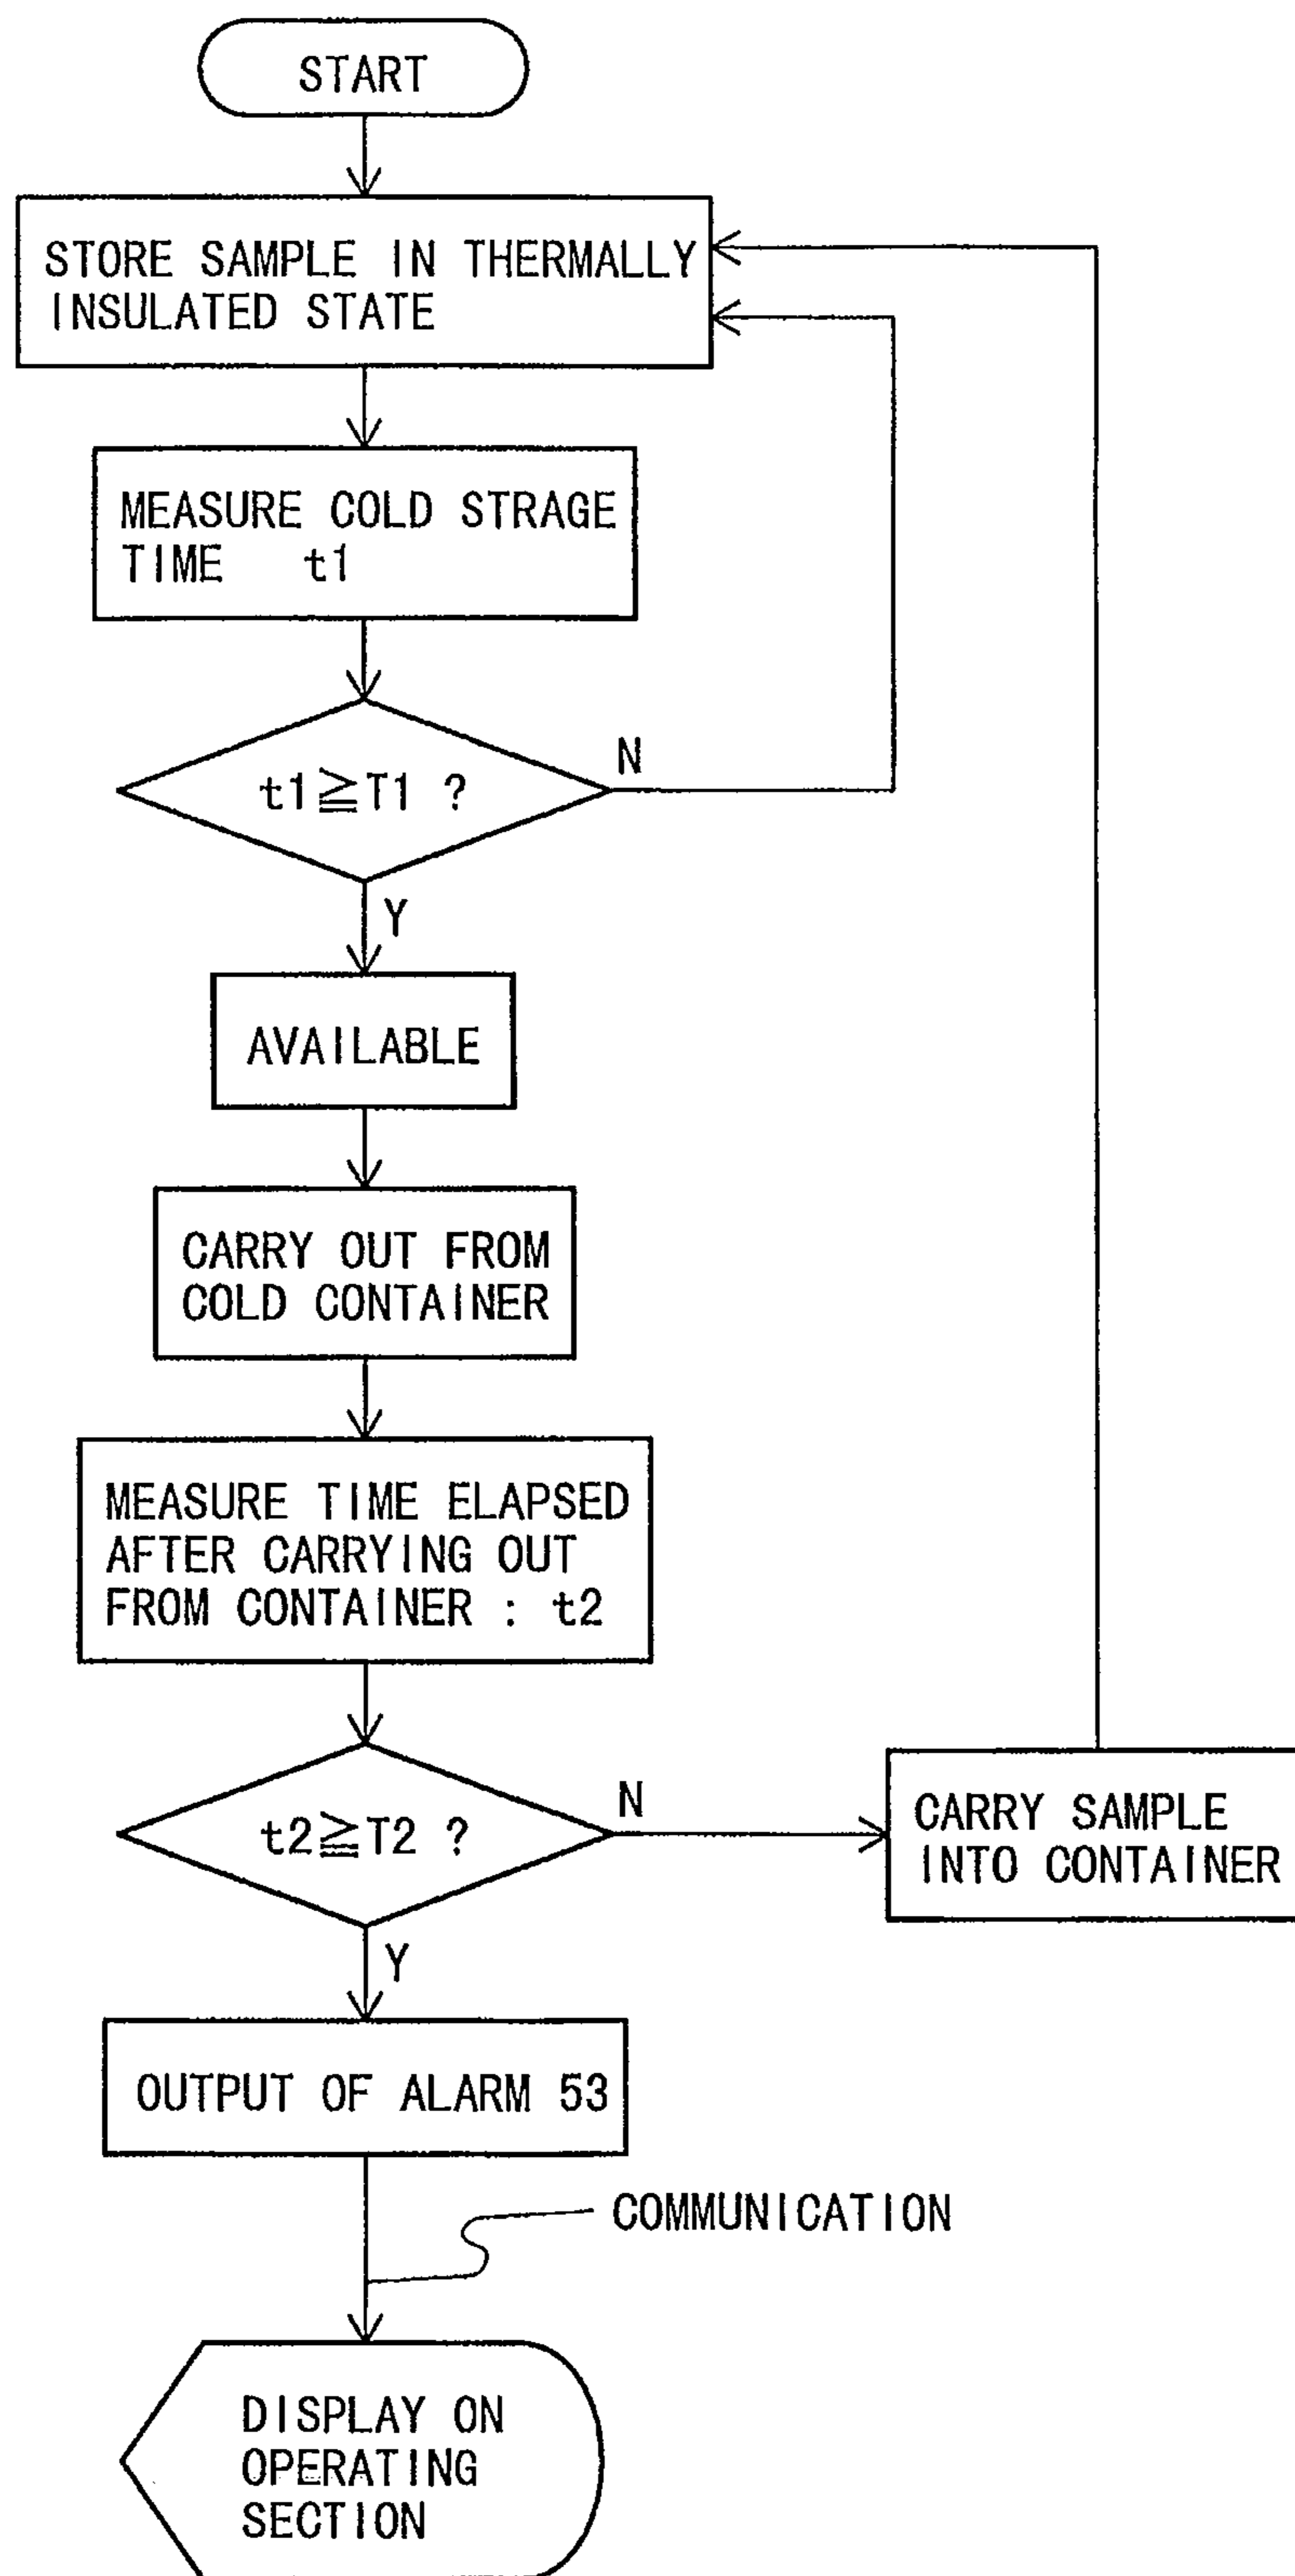 START
STORE SAMPLE IN THERMALLY
INSULATED STATE
MEASURE COLD STRAGE
TIME t1
t1≧T1 ?
N
Y
AVAILABLE
CARRY OUT FROM
COLD CONTAINER
MEASURE TIME ELAPSED
AFTER CARRYING OUT
FROM CONTAINER : t2
t2≧T2 ?
N
CARRY SAMPLE
INTO CONTAINER
Y
OUTPUT OF ALARM 53
COMMUNICATION
DISPLAY ON
OPERATING
SECTION